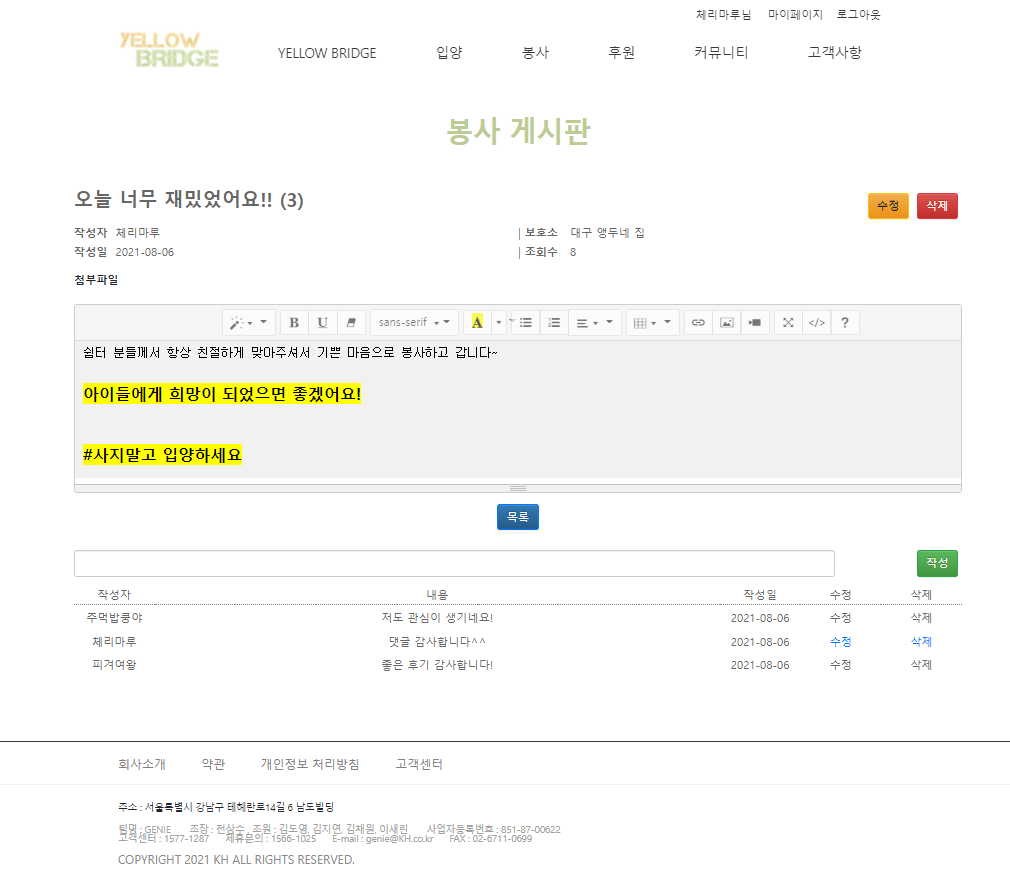 체리마루님 마이페이지 로그아웃
YELLOW BRIDGE
YELLOW BRIDGE 입양 봉사 후원 커뮤니티 고객사항
봉사 게시판
오늘 너무 재밌었어요!! (3)
수정 삭제
작성자 체리마루 | 보호소 대구 앵두네 집
작성일 2021-08-06 | 조회수 8
첨부파일
B U sans-serif A </> ?
쉼터 분들께서 항상 친절하게 맞아주셔서 기쁜 마음으로 봉사하고 갑니다~
아이들에게 희망이 되었으면 좋겠어요!
#사지말고 입양하세요
목록
작성
작성자 내용 작성일 수정 삭제
주먹밥쿵야 저도 관심이 생기네요! 2021-08-06 수정 삭제
체리마루 댓글 감사합니다^^ 2021-08-06 수정 삭제
피겨여왕 좋은 후기 감사합니다! 2021-08-06 수정 삭제
회사소개 약관 개인정보 처리방침 고객센터
주소 : 서울특별시 강남구 테헤란로14길 6 남도빌딩
팀명 : GENIE 조장 : 전상수 , 조원 : 김도영, 김지연, 김채원, 이새린 사업자등록번호 : 851-87-00622
고객센터 : 1577-1287 제휴문의 : 1566-1025 E-mail : genie@KH.co.kr FAX : 02-6711-0699
COPYRIGHT 2021 KH ALL RIGHTS RESERVED.